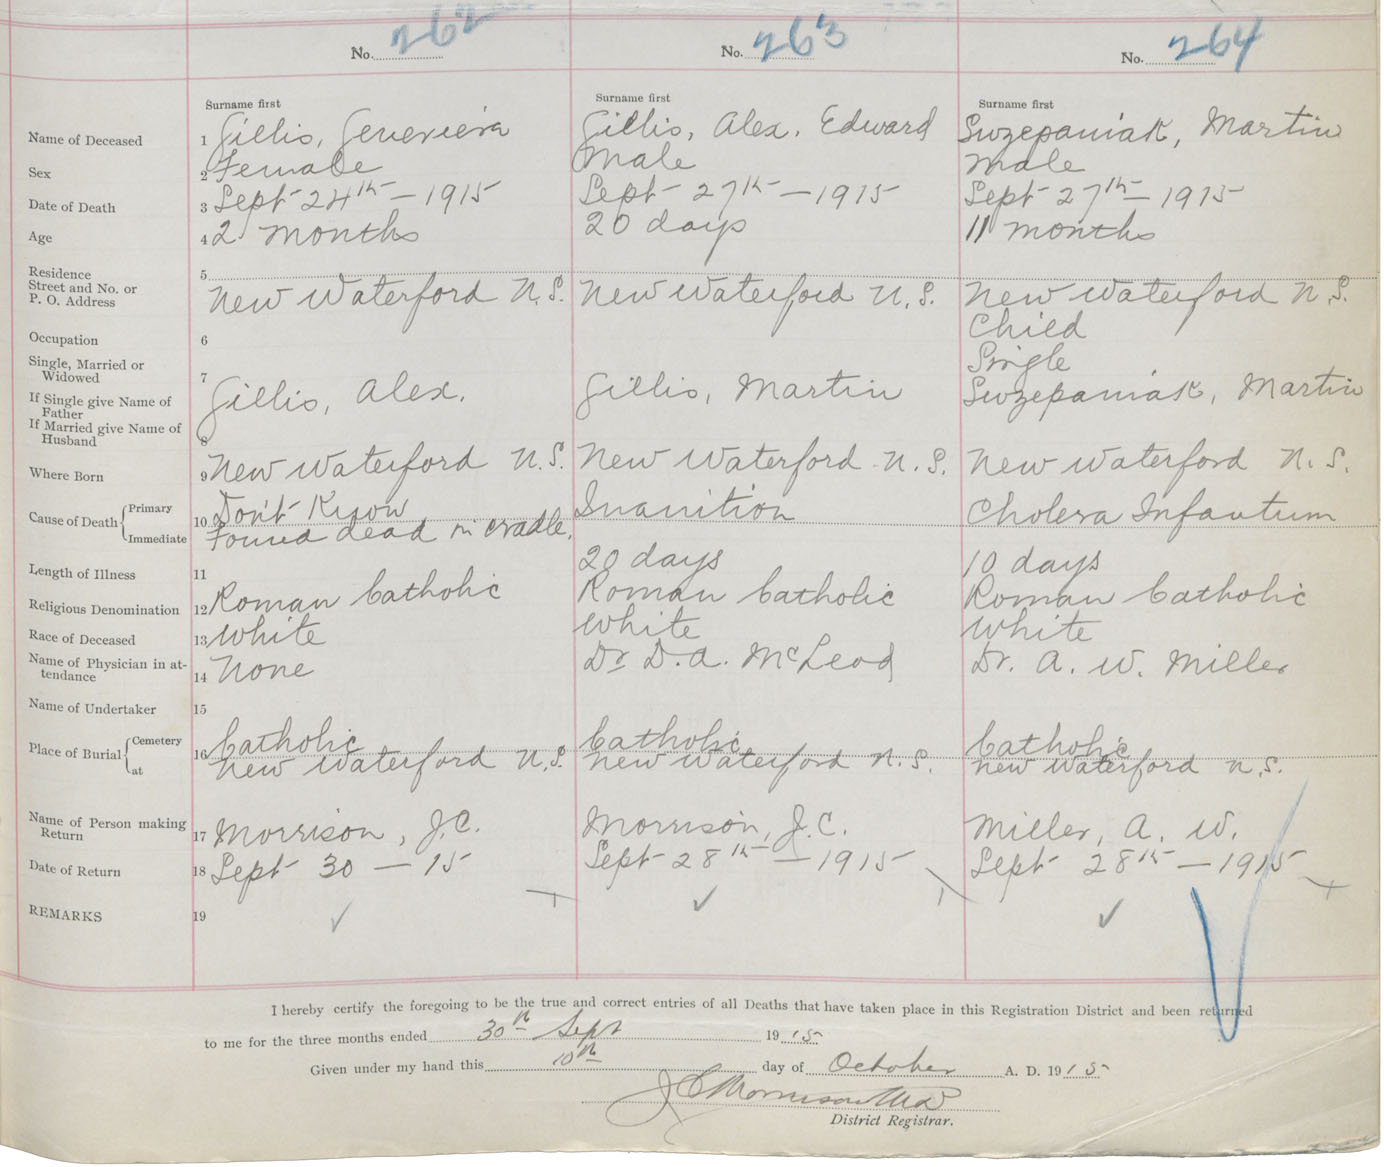 No. 262 No. 263 No. 264
Surname first Surname first Surname first
Name of Deceased 1 Gillis, Genevieva Gillis, Alex. Edward Swzepaniak, Martin
Sex 2 Female Male Male
Date of Death 3 Sept 24th - 1915 Sept 27th - 1915 Sept 27th - 1915
Age 4 2 months 20 days 11 months
Residence 5
Street and No. or
P. O. Address New Waterford N.S. New Waterford N.S. New Waterford N.S.
Occupation 6 Child
Single, Married or
Widowed 7 Single
If Single give Name of
Father Gillis, Alex. Gillis, Martin Swzepaniak, Martin
If Married give Name of
Husband 8
Where Born 9 New Waterford N.S. New Waterford N.S. New Waterford N.S.
Cause of Death { Primary 10 Don't Know Inanition Cholera Infantum
Immediate Found dead in cradle.
Length of Illness 11 20 days 10 days
Religious Denomination 12 Roman Catholic Roman Catholic Roman Catholic
Race of Deceased 13 White White White
Name of Physician in at-
tendance 14 None Dr D. A. McLeod Dr. A. W. Miller
Name of Undertaker 15
Place of Burial { Cemetery 16 Catholic Catholic Catholic
at New Waterford N.S. New Waterford N.S. New Waterford N.S.
Name of Person making
Return 17 Morrison, J.C. Morrison, J.C. Miller, A. W.
Date of Return 18 Sept 30 - 15 Sept 28th - 1915 Sept 28th - 1915
REMARKS 19 ✓ ✓ ✓
I hereby certify the foregoing to be the true and correct entries of all Deaths that have taken place in this Registration District and been returned
to me for the three months ended 30th Sept 1915
Given under my hand this 10th day of October A. D. 1915
J C Morrison MD
District Registrar.